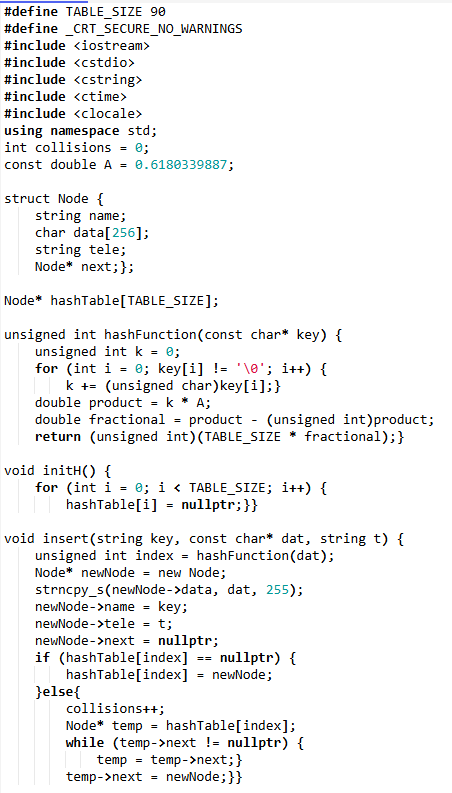 #define TABLE_SIZE 90
#define _CRT_SECURE_NO_WARNINGS
#include <iostream>
#include <cstdio>
#include <cstring>
#include <ctime>
#include <clocale>
using namespace std;
int collisions = 0;
const double A = 0.6180339887;

struct Node {
    string name;
    char data[256];
    string tele;
    Node* next;};

Node* hashTable[TABLE_SIZE];

unsigned int hashFunction(const char* key) {
    unsigned int k = 0;
    for (int i = 0; key[i] != '\0'; i++) {
        k += (unsigned char)key[i];}
    double product = k * A;
    double fractional = product - (unsigned int)product;
    return (unsigned int)(TABLE_SIZE * fractional);}

void initH() {
    for (int i = 0; i < TABLE_SIZE; i++) {
        hashTable[i] = nullptr;}}

void insert(string key, const char* dat, string t) {
    unsigned int index = hashFunction(dat);
    Node* newNode = new Node;
    strncpy_s(newNode->data, dat, 255);
    newNode->name = key;
    newNode->tele = t;
    newNode->next = nullptr;
    if (hashTable[index] == nullptr) {
        hashTable[index] = newNode;
    }else{
        collisions++;
        Node* temp = hashTable[index];
        while (temp->next != nullptr) {
            temp = temp->next;}
        temp->next = newNode;}}